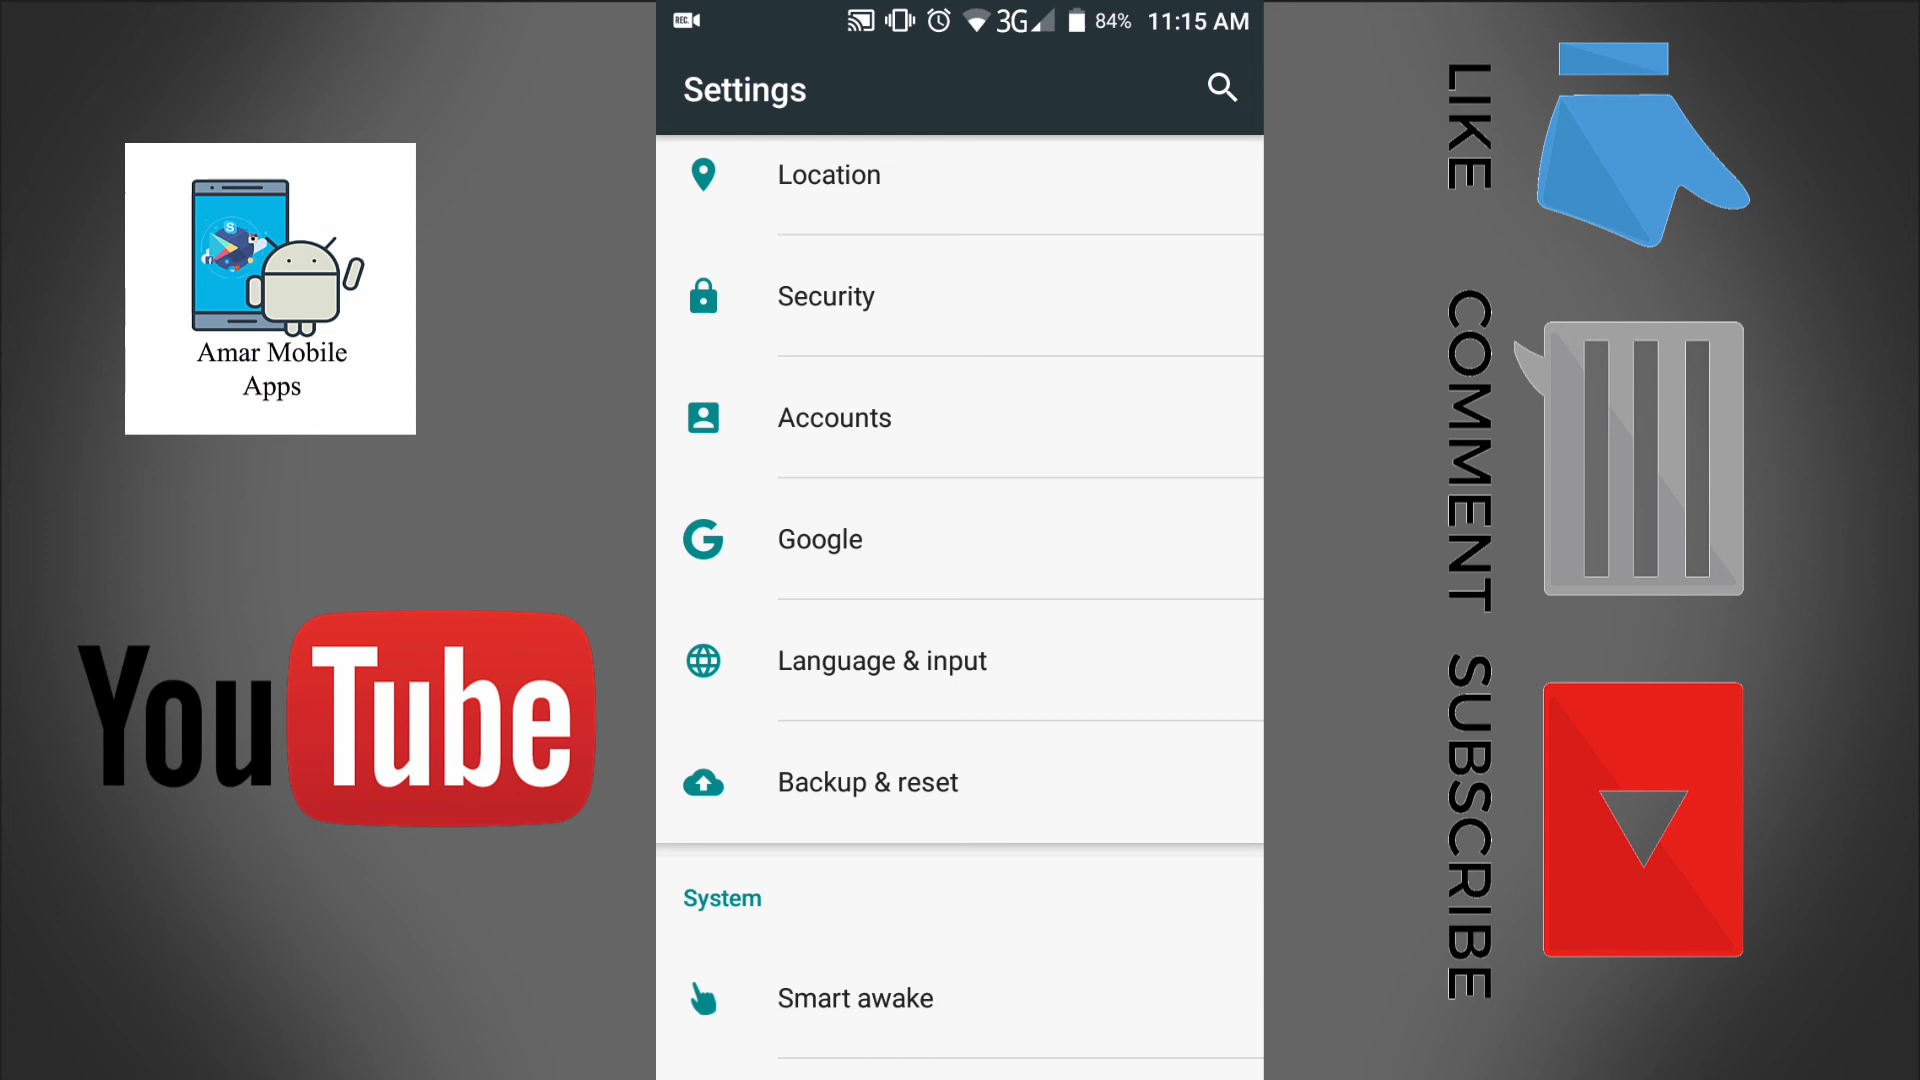 REC
3G
84%
11:15 AM
Settings
Location
Security
Accounts
Google
Language & input
Backup & reset
System
Smart awake
Amar Mobile
Apps
YouTube
LIKE
COMMENT
SUBSCRIBE